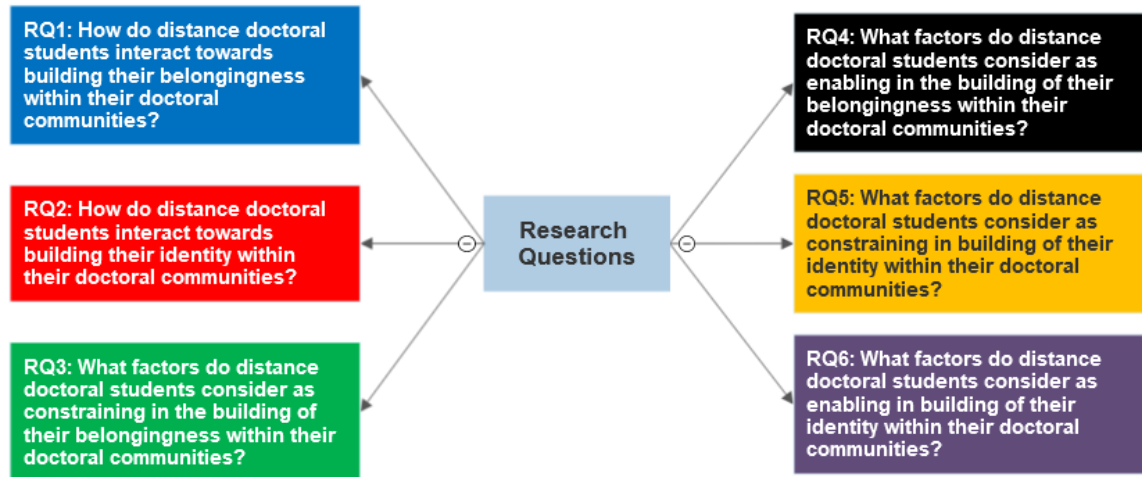 RQ1: How do distance doctoral
students interact towards
building their belongingness
within their doctoral
communities?
RQ2: How do distance doctoral
students interact towards
building their identity within
their doctoral communities?
RQ3: What factors do distance
doctoral students consider as
constraining in the building of
their belongingness within their
doctoral communities?
Research
Questions
RQ4: What factors do distance
doctoral students consider as
enabling in the building of their
belongingness within their
doctoral communities?
RQ5: What factors do distance
doctoral students consider as
constraining in building of their
identity within their doctoral
communities?
RQ6: What factors do distance
doctoral students consider as
enabling in building of their
identity within their doctoral
communities?